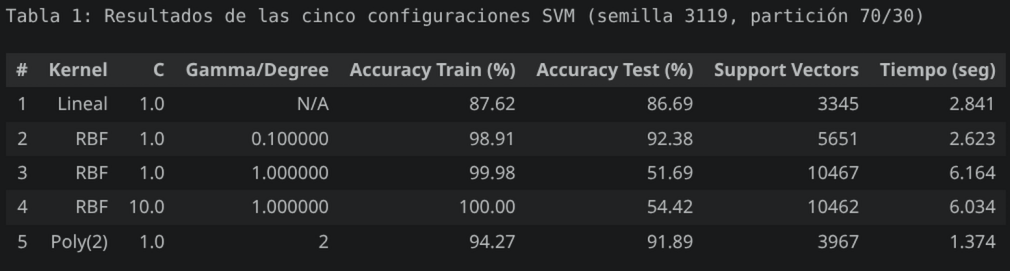 Tabla 1: Resultados de las cinco configuraciones SVM (semilla 3119, partición 70/30)
# Kernel C Gamma/Degree Accuracy Train (%) Accuracy Test (%) Support Vectors Tiempo (seg)
1 Lineal 1.0 N/A 87.62 86.69 3345 2.841
2 RBF 1.0 0.100000 98.91 92.38 5651 2.623
3 RBF 1.0 1.000000 99.98 51.69 10467 6.164
4 RBF 10.0 1.000000 100.00 54.42 10462 6.034
5 Poly(2) 1.0 2 94.27 91.89 3967 1.374